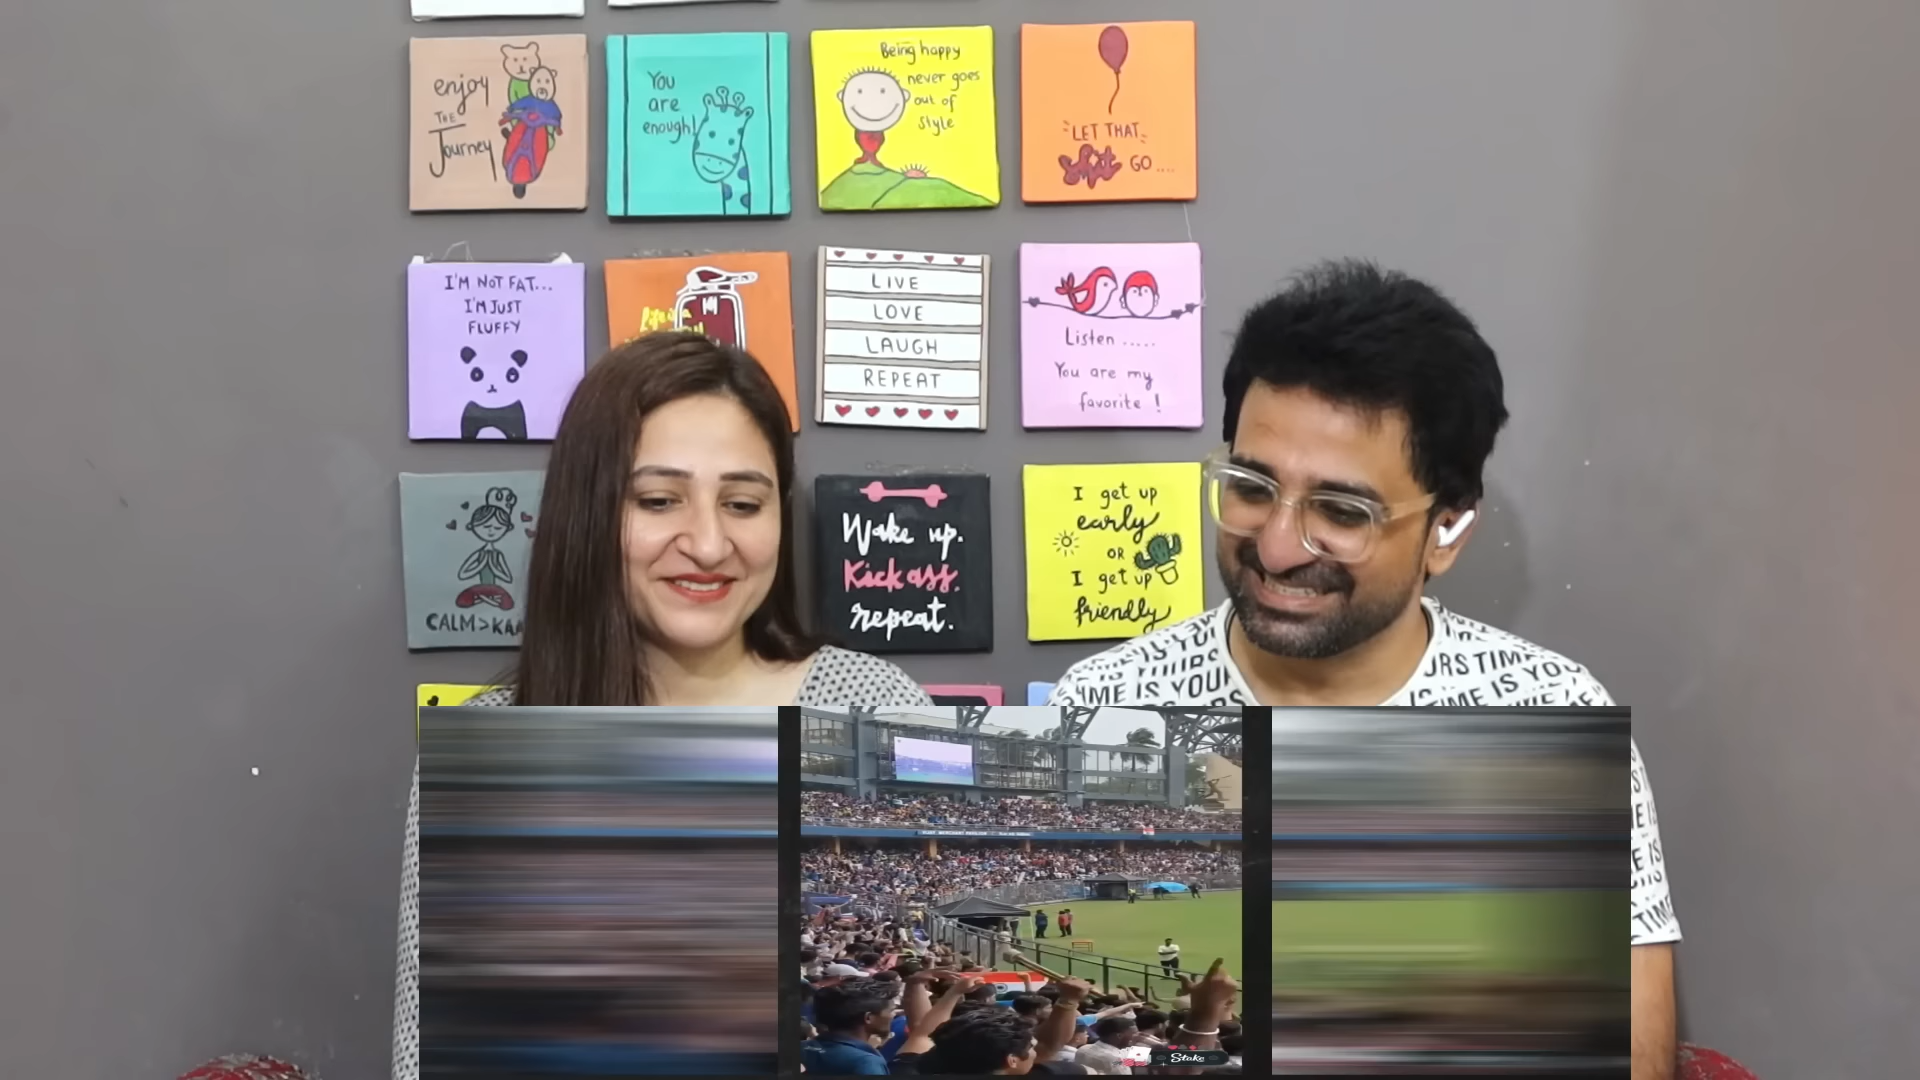 enjoy
THE
Journey
You
are
enough!
Being happy
never goes
out of
style
"LET THAT
shit GO ....
I'M NOT FAT...
I'M JUST
FLUFFY
LIVE
LOVE
LAUGH
REPEAT
Listen .....
You are my
favorite !
CALM>KA
Wake up.
Kick ass.
repeat.
I get up
early
OR
I get up
friendly
TIME IS YOURS
Stake